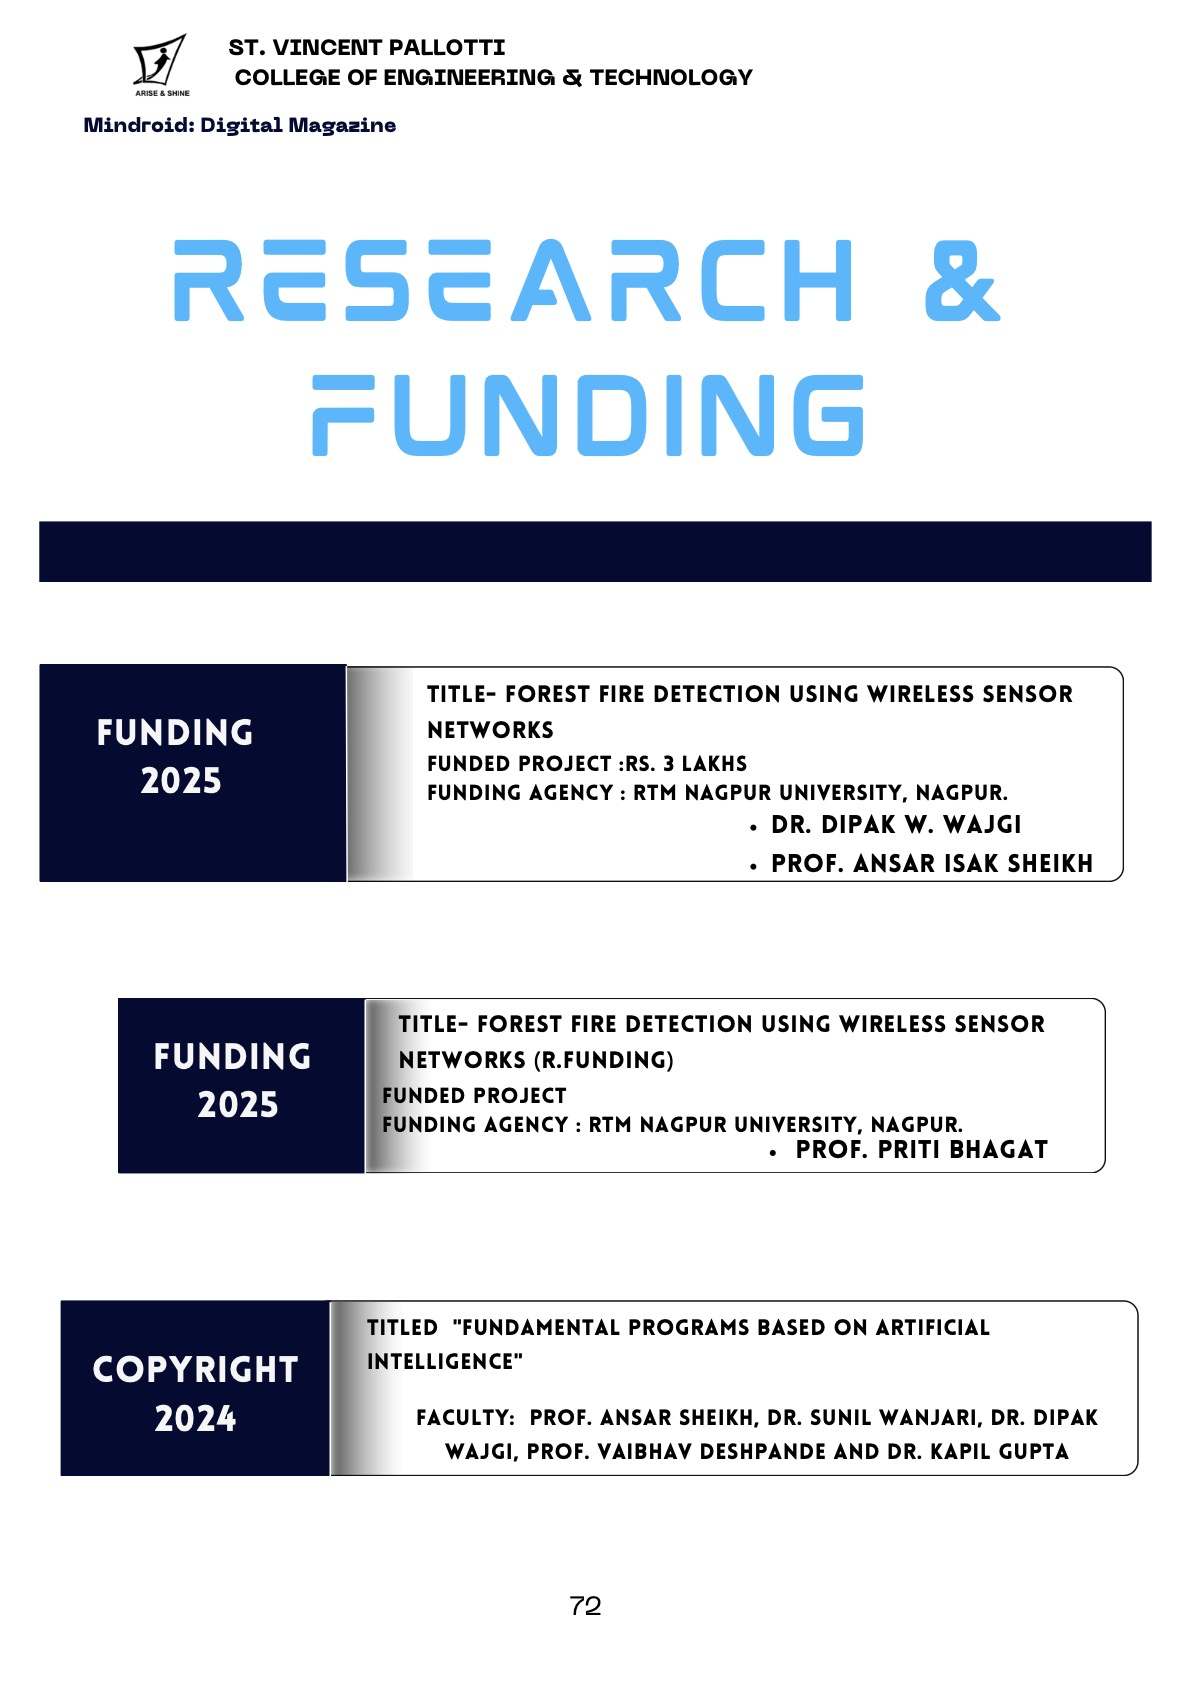 ST. VINCENT PALLOTTI
COLLEGE OF ENGINEERING & TECHNOLOGY
ARISE & SHINE
Mindroid: Digital Magazine
RESEARCH &
FUNDING
FUNDING
2025
TITLE- FOREST FIRE DETECTION USING WIRELESS SENSOR
NETWORKS
FUNDED PROJECT :RS. 3 LAKHS
FUNDING AGENCY : RTM NAGPUR UNIVERSITY, NAGPUR.
• DR. DIPAK W. WAJGI
• PROF. ANSAR ISAK SHEIKH
FUNDING
2025
TITLE- FOREST FIRE DETECTION USING WIRELESS SENSOR
NETWORKS (R.FUNDING)
FUNDED PROJECT
FUNDING AGENCY : RTM NAGPUR UNIVERSITY, NAGPUR.
• PROF. PRITI BHAGAT
COPYRIGHT
2024
TITLED "FUNDAMENTAL PROGRAMS BASED ON ARTIFICIAL
INTELLIGENCE"
FACULTY: PROF. ANSAR SHEIKH, DR. SUNIL WANJARI, DR. DIPAK
WAJGI, PROF. VAIBHAV DESHPANDE AND DR. KAPIL GUPTA
72